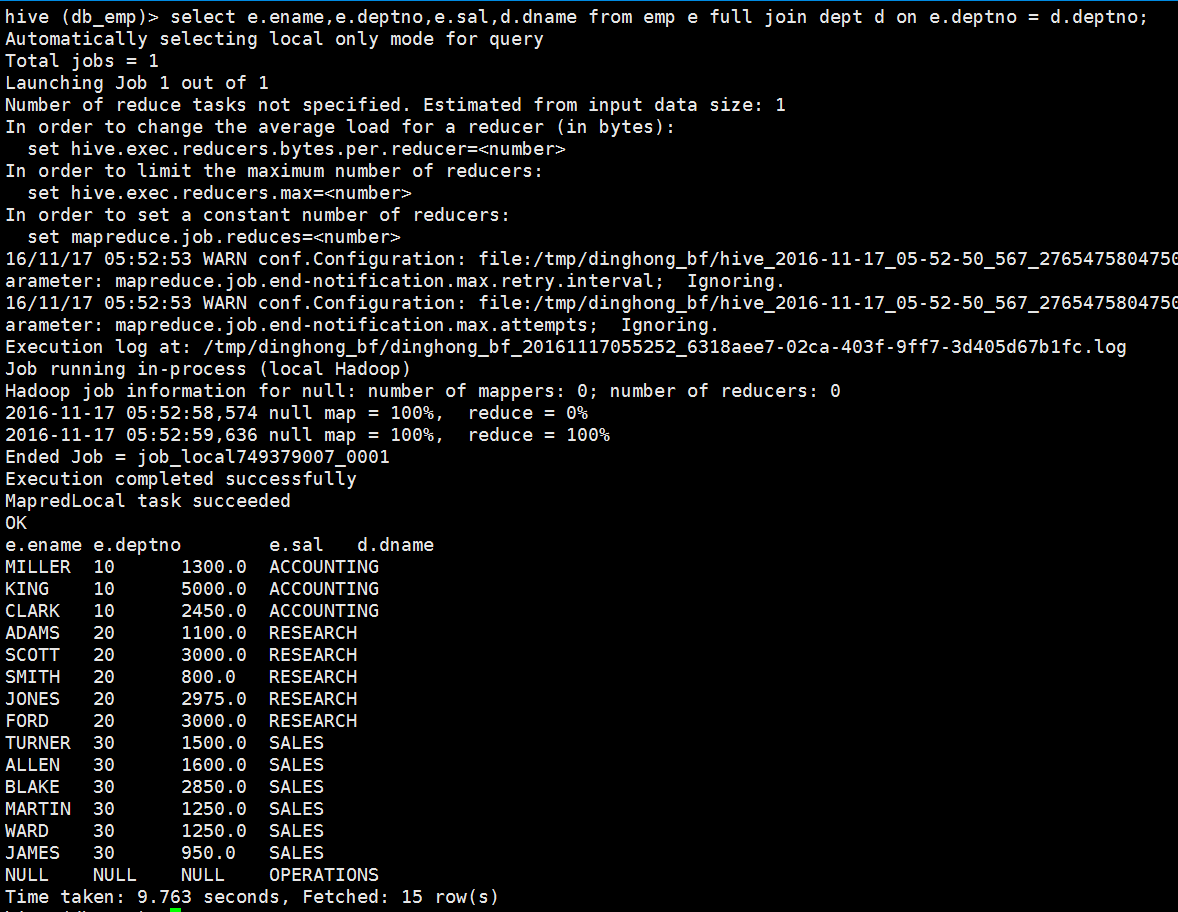 hive (db_emp)> select e.ename,e.deptno,e.sal,d.dname from emp e full join dept d on e.deptno = d.deptno;
Automatically selecting local only mode for query
Total jobs = 1
Launching Job 1 out of 1
Number of reduce tasks not specified. Estimated from input data size: 1
In order to change the average load for a reducer (in bytes):
  set hive.exec.reducers.bytes.per.reducer=<number>
In order to limit the maximum number of reducers:
  set hive.exec.reducers.max=<number>
In order to set a constant number of reducers:
  set mapreduce.job.reduces=<number>
16/11/17 05:52:53 WARN conf.Configuration: file:/tmp/dinghong_bf/hive_2016-11-17_05-52-50_567_2765475804750
arameter: mapreduce.job.end-notification.max.retry.interval;  Ignoring.
16/11/17 05:52:53 WARN conf.Configuration: file:/tmp/dinghong_bf/hive_2016-11-17_05-52-50_567_2765475804750
arameter: mapreduce.job.end-notification.max.attempts;  Ignoring.
Execution log at: /tmp/dinghong_bf/dinghong_bf_20161117055252_6318aee7-02ca-403f-9ff7-3d405d67b1fc.log
Job running in-process (local Hadoop)
Hadoop job information for null: number of mappers: 0; number of reducers: 0
2016-11-17 05:52:58,574 null map = 100%,  reduce = 0%
2016-11-17 05:52:59,636 null map = 100%,  reduce = 100%
Ended Job = job_local749379007_0001
Execution completed successfully
MapredLocal task succeeded
OK
e.ename e.deptno        e.sal   d.dname
MILLER  10      1300.0  ACCOUNTING
KING    10      5000.0  ACCOUNTING
CLARK   10      2450.0  ACCOUNTING
ADAMS   20      1100.0  RESEARCH
SCOTT   20      3000.0  RESEARCH
SMITH   20      800.0   RESEARCH
JONES   20      2975.0  RESEARCH
FORD    20      3000.0  RESEARCH
TURNER  30      1500.0  SALES
ALLEN   30      1600.0  SALES
BLAKE   30      2850.0  SALES
MARTIN  30      1250.0  SALES
WARD    30      1250.0  SALES
JAMES   30      950.0   SALES
NULL    NULL    NULL    OPERATIONS
Time taken: 9.763 seconds, Fetched: 15 row(s)